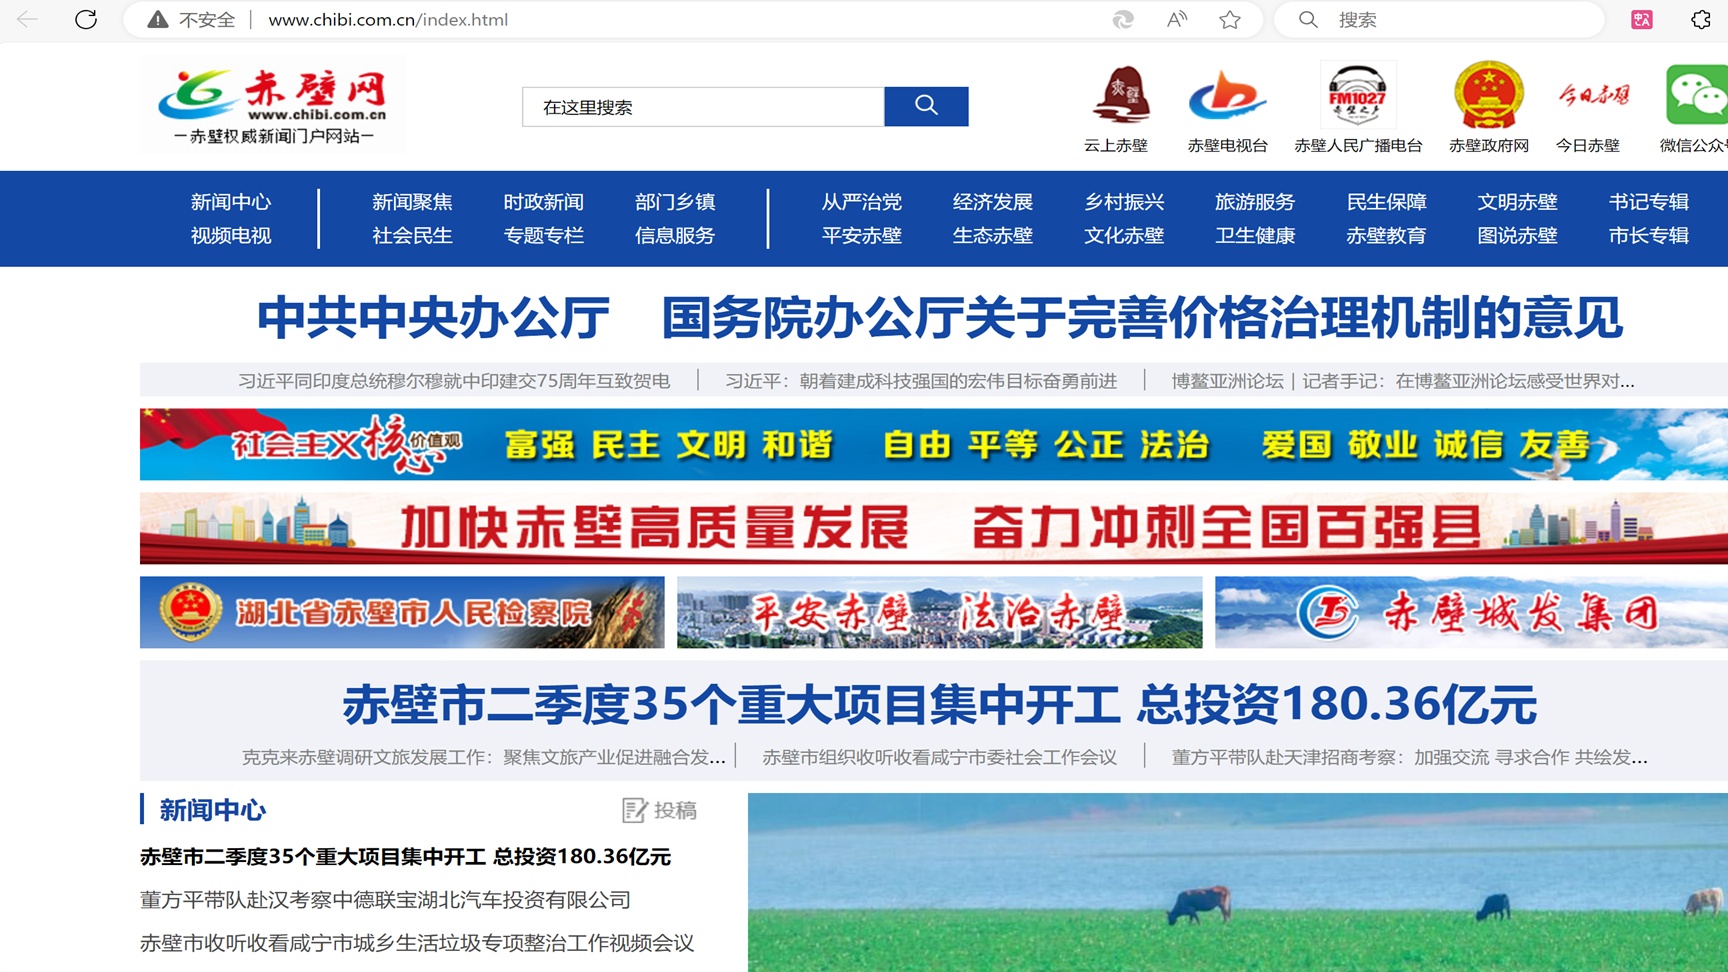 不安全 | www.chibi.com.cn/index.html
搜索
赤壁网
www.chibi.com.cn
—赤壁权威新闻门户网站—
在这里搜索
赤壁
FM1027
赤壁之声
今日赤壁
云上赤壁 赤壁电视台 赤壁人民广播电台 赤壁政府网 今日赤壁 微信公众号
新闻中心 新闻聚焦 时政新闻 部门乡镇 从严治党 经济发展 乡村振兴 旅游服务 民生保障 文明赤壁 书记专辑
视频电视 社会民生 专题专栏 信息服务 平安赤壁 生态赤壁 文化赤壁 卫生健康 赤壁教育 图说赤壁 市长专辑
中共中央办公厅 国务院办公厅关于完善价格治理机制的意见
习近平同印度总统穆尔穆就中印建交75周年互致贺电 | 习近平：朝着建成科技强国的宏伟目标奋勇前进 | 博鳌亚洲论坛｜记者手记：在博鳌亚洲论坛感受世界对...
社会主义核心价值观 富强 民主 文明 和谐 自由 平等 公正 法治 爱国 敬业 诚信 友善
加快赤壁高质量发展 奋力冲刺全国百强县
湖北省赤壁市人民检察院
平安赤壁 法治赤壁
赤壁城发集团
赤壁市二季度35个重大项目集中开工 总投资180.36亿元
克克来赤壁调研文旅发展工作：聚焦文旅产业促进融合发... | 赤壁市组织收听收看咸宁市委社会工作会议 | 董方平带队赴天津招商考察：加强交流 寻求合作 共绘发...
新闻中心 投稿
赤壁市二季度35个重大项目集中开工 总投资180.36亿元
董方平带队赴汉考察中德联宝湖北汽车投资有限公司
赤壁市收听收看咸宁市城乡生活垃圾专项整治工作视频会议